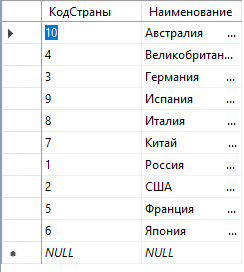 КодСтраны Наименование
10 Австралия ...
4 Великобритан...
3 Германия ...
9 Испания ...
8 Италия ...
7 Китай ...
1 Россия ...
2 США ...
5 Франция ...
6 Япония ...
NULL NULL